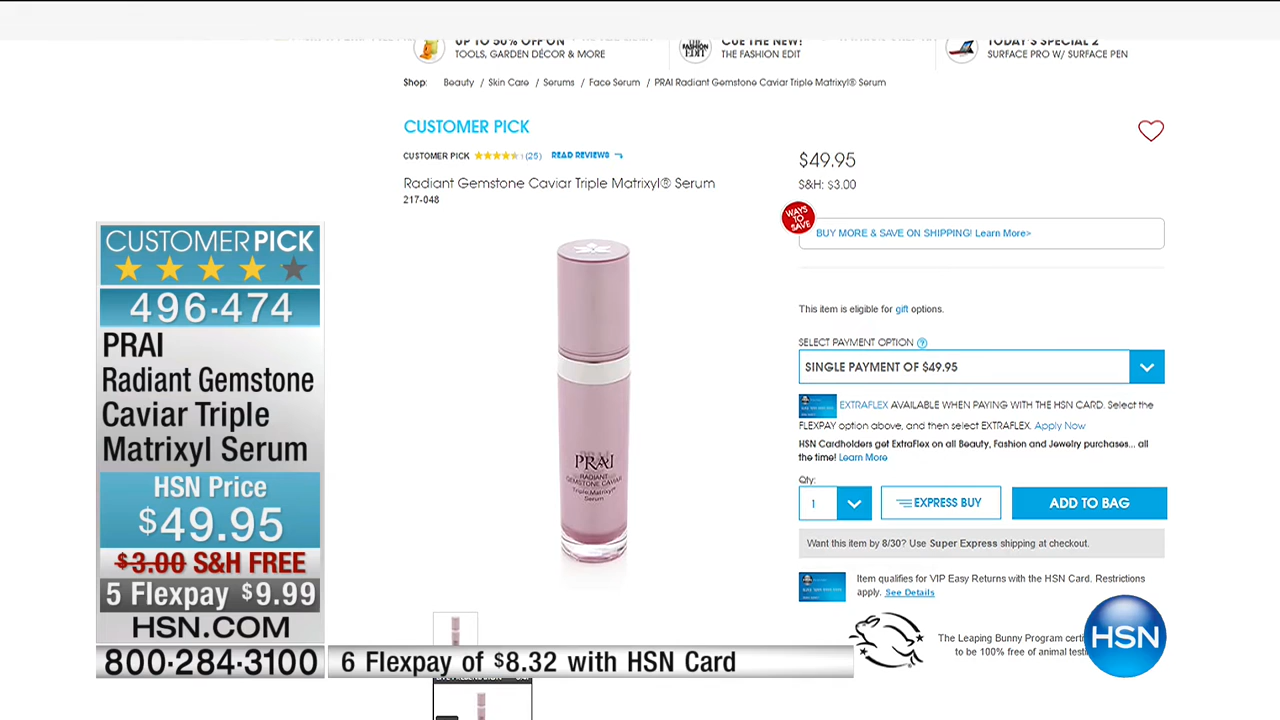 UP TO 50% OFF
TOOLS, GARDEN DÉCOR & MORE
CUE THE NEW!
THE FASHION EDIT
TODAY'S SPECIAL 2
SURFACE PRO W/ SURFACE PEN
Shop: Beauty / Skin Care / Serums / Face Serum / PRAI Radiant Gemstone Caviar Triple Matrixyl® Serum
CUSTOMER PICK
CUSTOMER PICK (25) READ REVIEWS
Radiant Gemstone Caviar Triple Matrixyl® Serum
217-048
$49.95
S&H: $3.00
WAYS
TO
SAVE
BUY MORE & SAVE ON SHIPPING! Learn More>
This item is eligible for gift options.
SELECT PAYMENT OPTION ?
SINGLE PAYMENT OF $49.95
EXTRAFLEX AVAILABLE WHEN PAYING WITH THE HSN CARD. Select the
FLEXPAY option above, and then select EXTRAFLEX. Apply Now
HSN Cardholders get ExtraFlex on all Beauty, Fashion and Jewelry purchases... all
the time! Learn More
Qty:
1
EXPRESS BUY
ADD TO BAG
Want this item by 8/30? Use Super Express shipping at checkout.
Item qualifies for VIP Easy Returns with the HSN Card. Restrictions
apply. See Details
The Leaping Bunny Program
to be 100% free of animal
PRAI
RADIANT
GEMSTONE CAVIAR
Triple Matrixyl®
Serum
CUSTOMER PICK
496-474
PRAI
Radiant Gemstone
Caviar Triple
Matrixyl Serum
HSN Price
$49.95
$3.00 S&H FREE
5 Flexpay $9.99
HSN.COM
800-284-3100
6 Flexpay of $8.32 with HSN Card
HSN